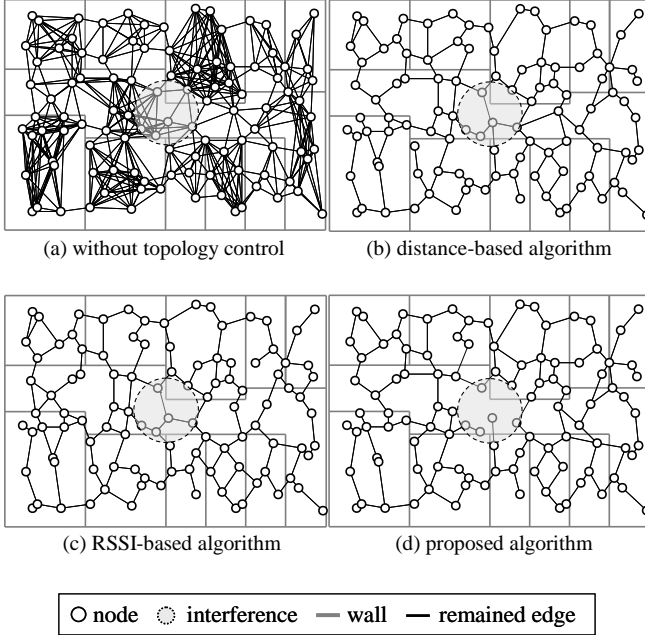 (a) without topology control
(b) distance-based algorithm
(c) RSSI-based algorithm
(d) proposed algorithm
node interference wall remained edge